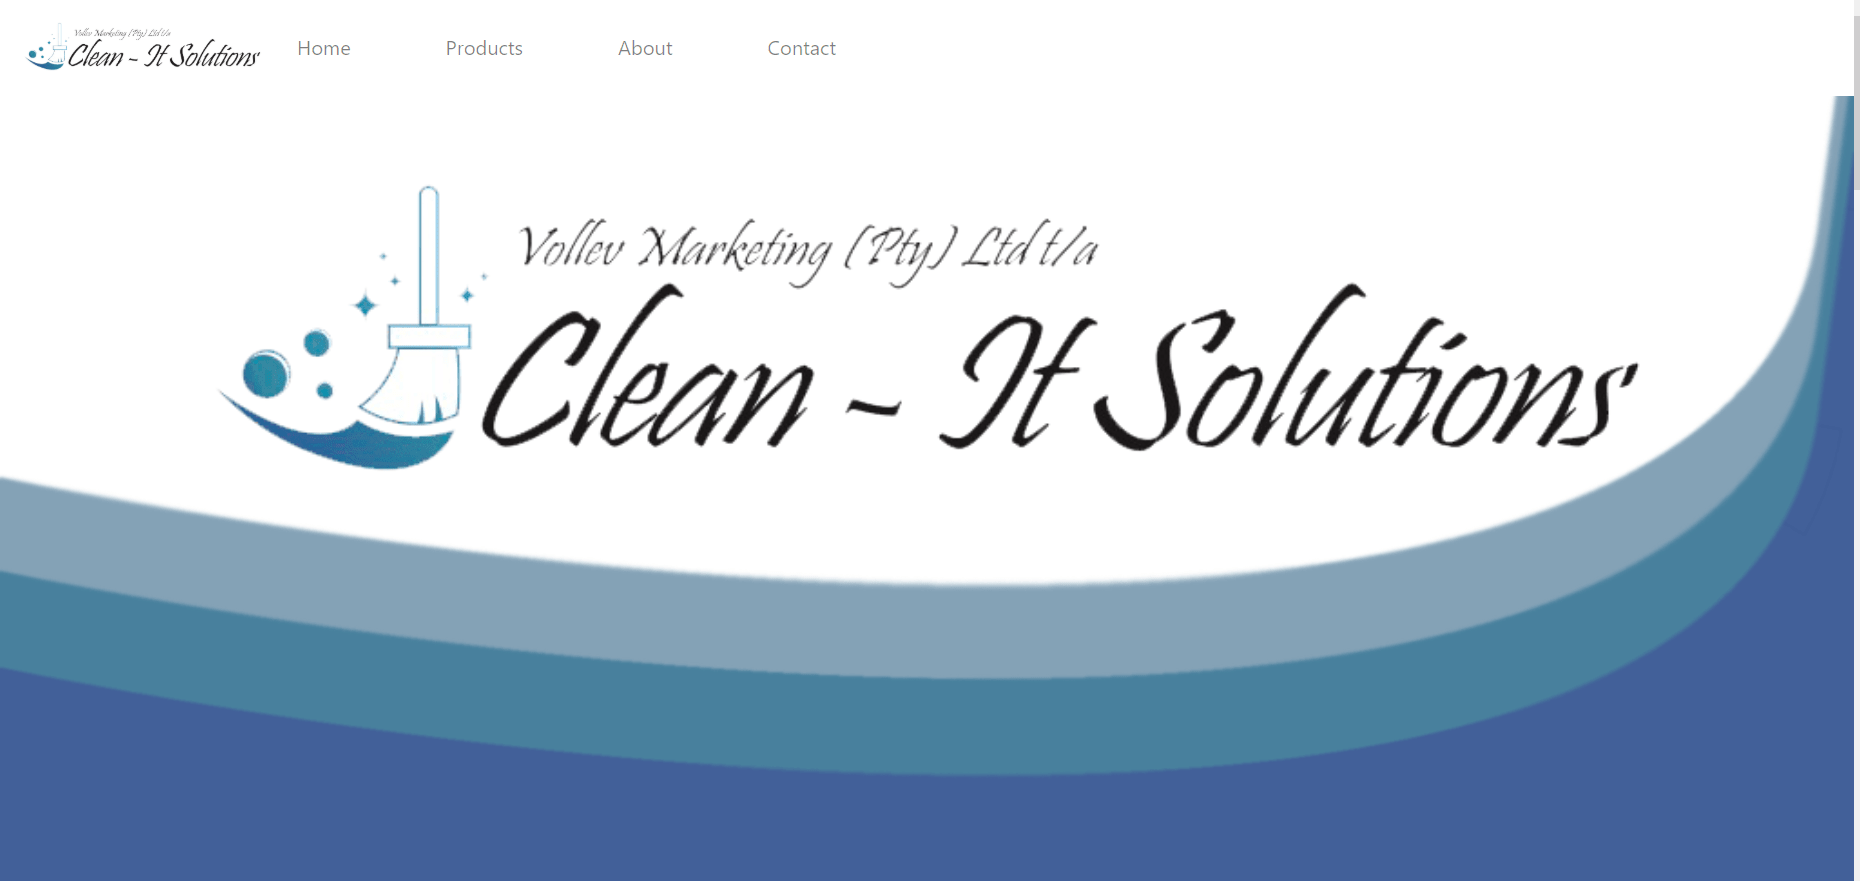 Vollev Marketing (Pty) Ltd t/a
Clean - It Solutions
Home
Products
About
Contact
Vollev Marketing (Pty) Ltd t/a
Clean - It Solutions